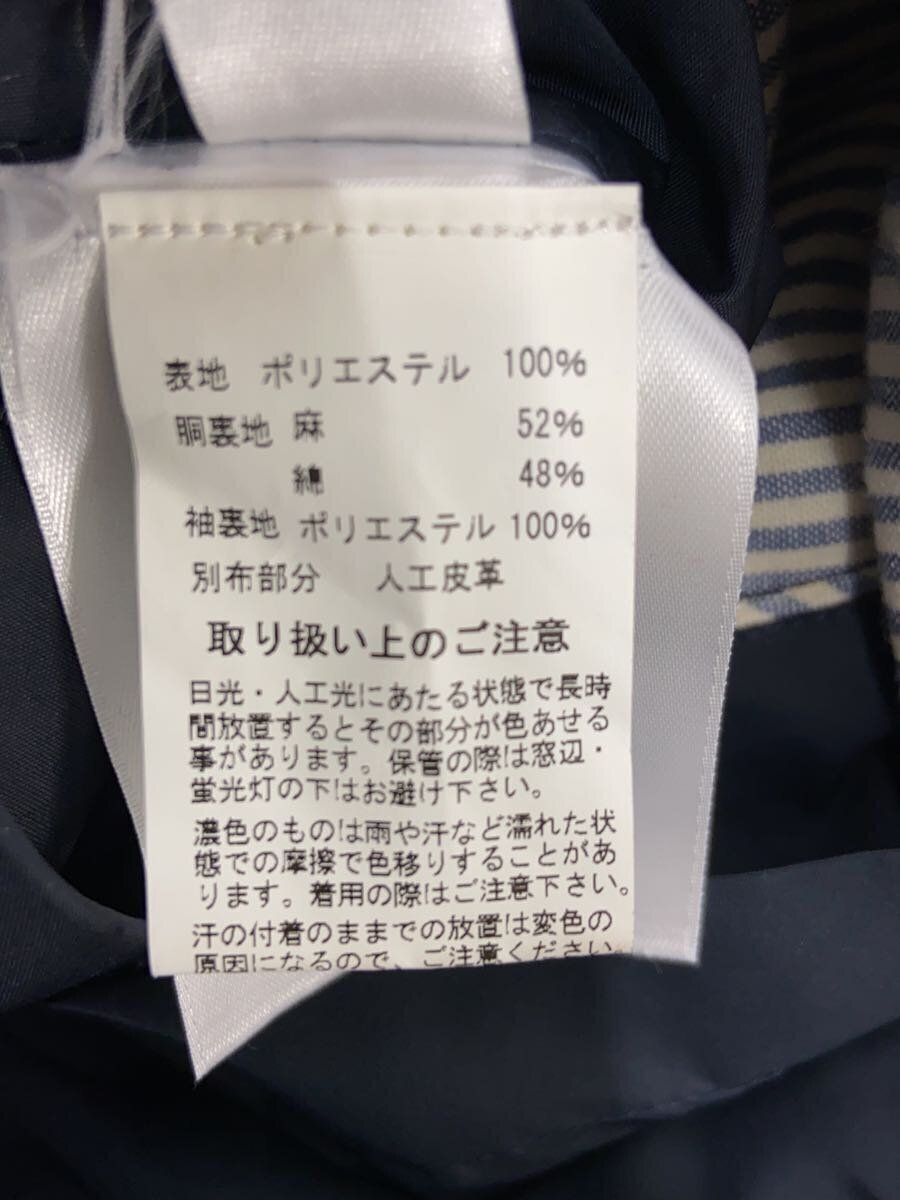 表地 ポリエステル 100%
胴裏地 麻 52%
綿 48%
袖裏地 ポリエステル 100%
別布部分 人工皮革
取り扱い上のご注意
日光・人工光にあたる状態で長時
間放置するとその部分が色あせる
事があります。保管の際は窓辺・
蛍光灯の下はお避け下さい。
濃色のものは雨や汗など濡れた状
態での摩擦で色移りすることがあ
ります。着用の際はご注意下さい。
汗の付着のままでの放置は変色の
原因になるので、ご注意ください。